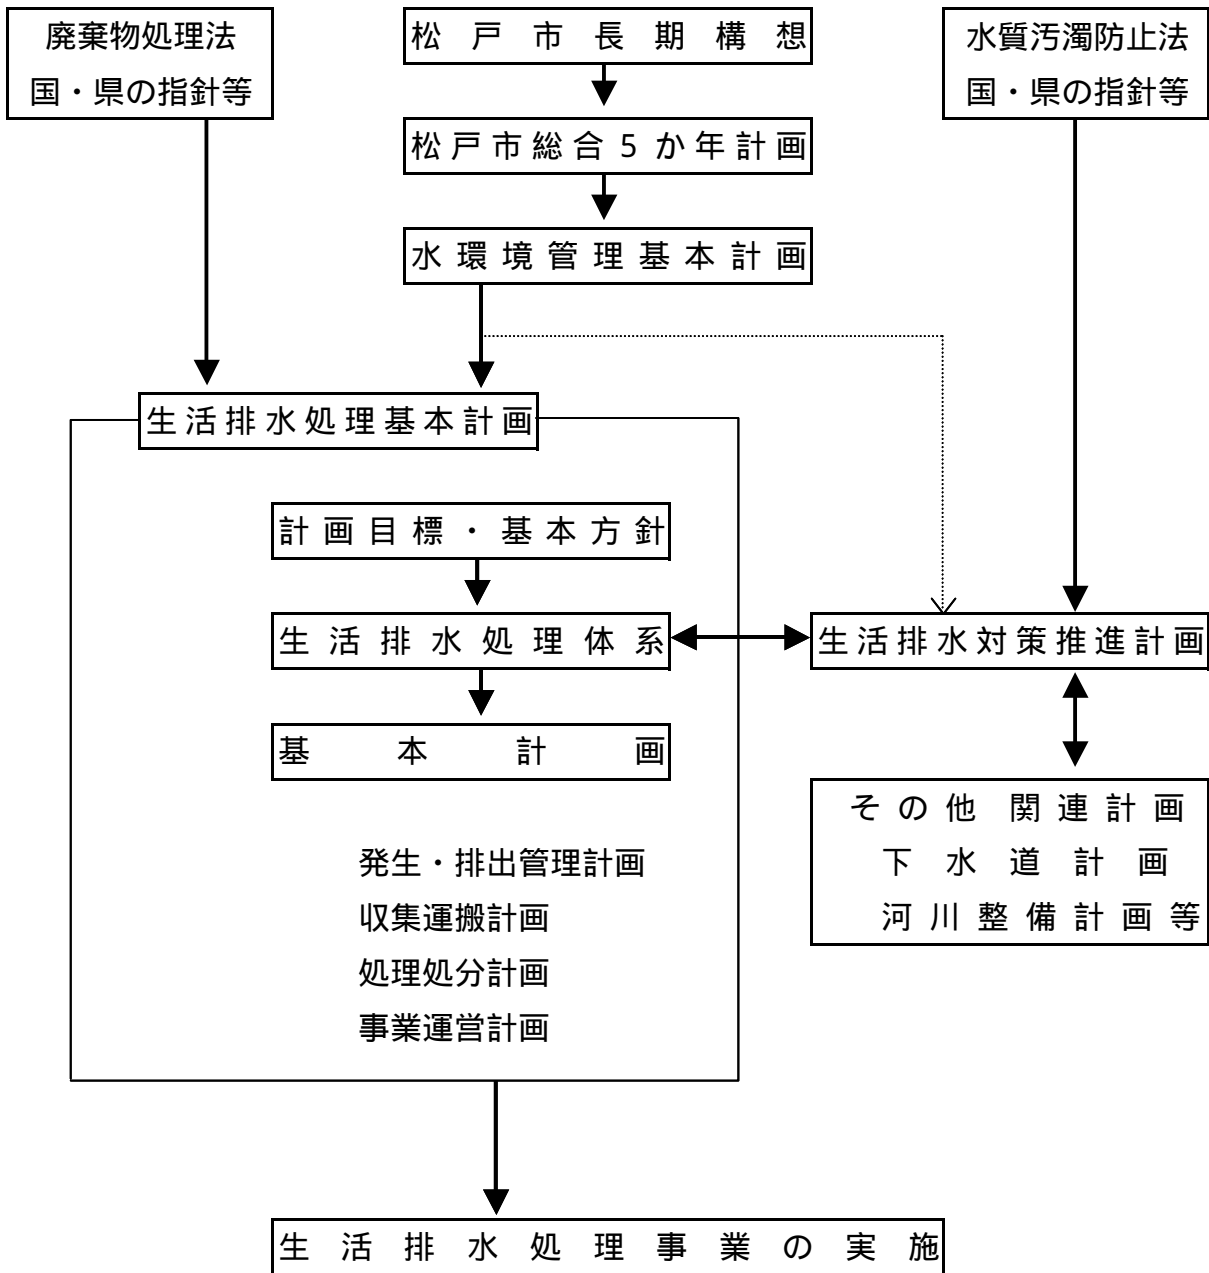 廃棄物処理法
国・県の指針等
松戸市長期構想
水質汚濁防止法
国・県の指針等
松戸市総合5か年計画
水環境管理基本計画
生活排水処理基本計画
計画目標・基本方針
生活排水処理体系
生活排水対策推進計画
基本計画
その他 関連計画
下水道計画
河川整備計画等
発生・排出管理計画
収集運搬計画
処理処分計画
事業運営計画
生活排水処理事業の実施